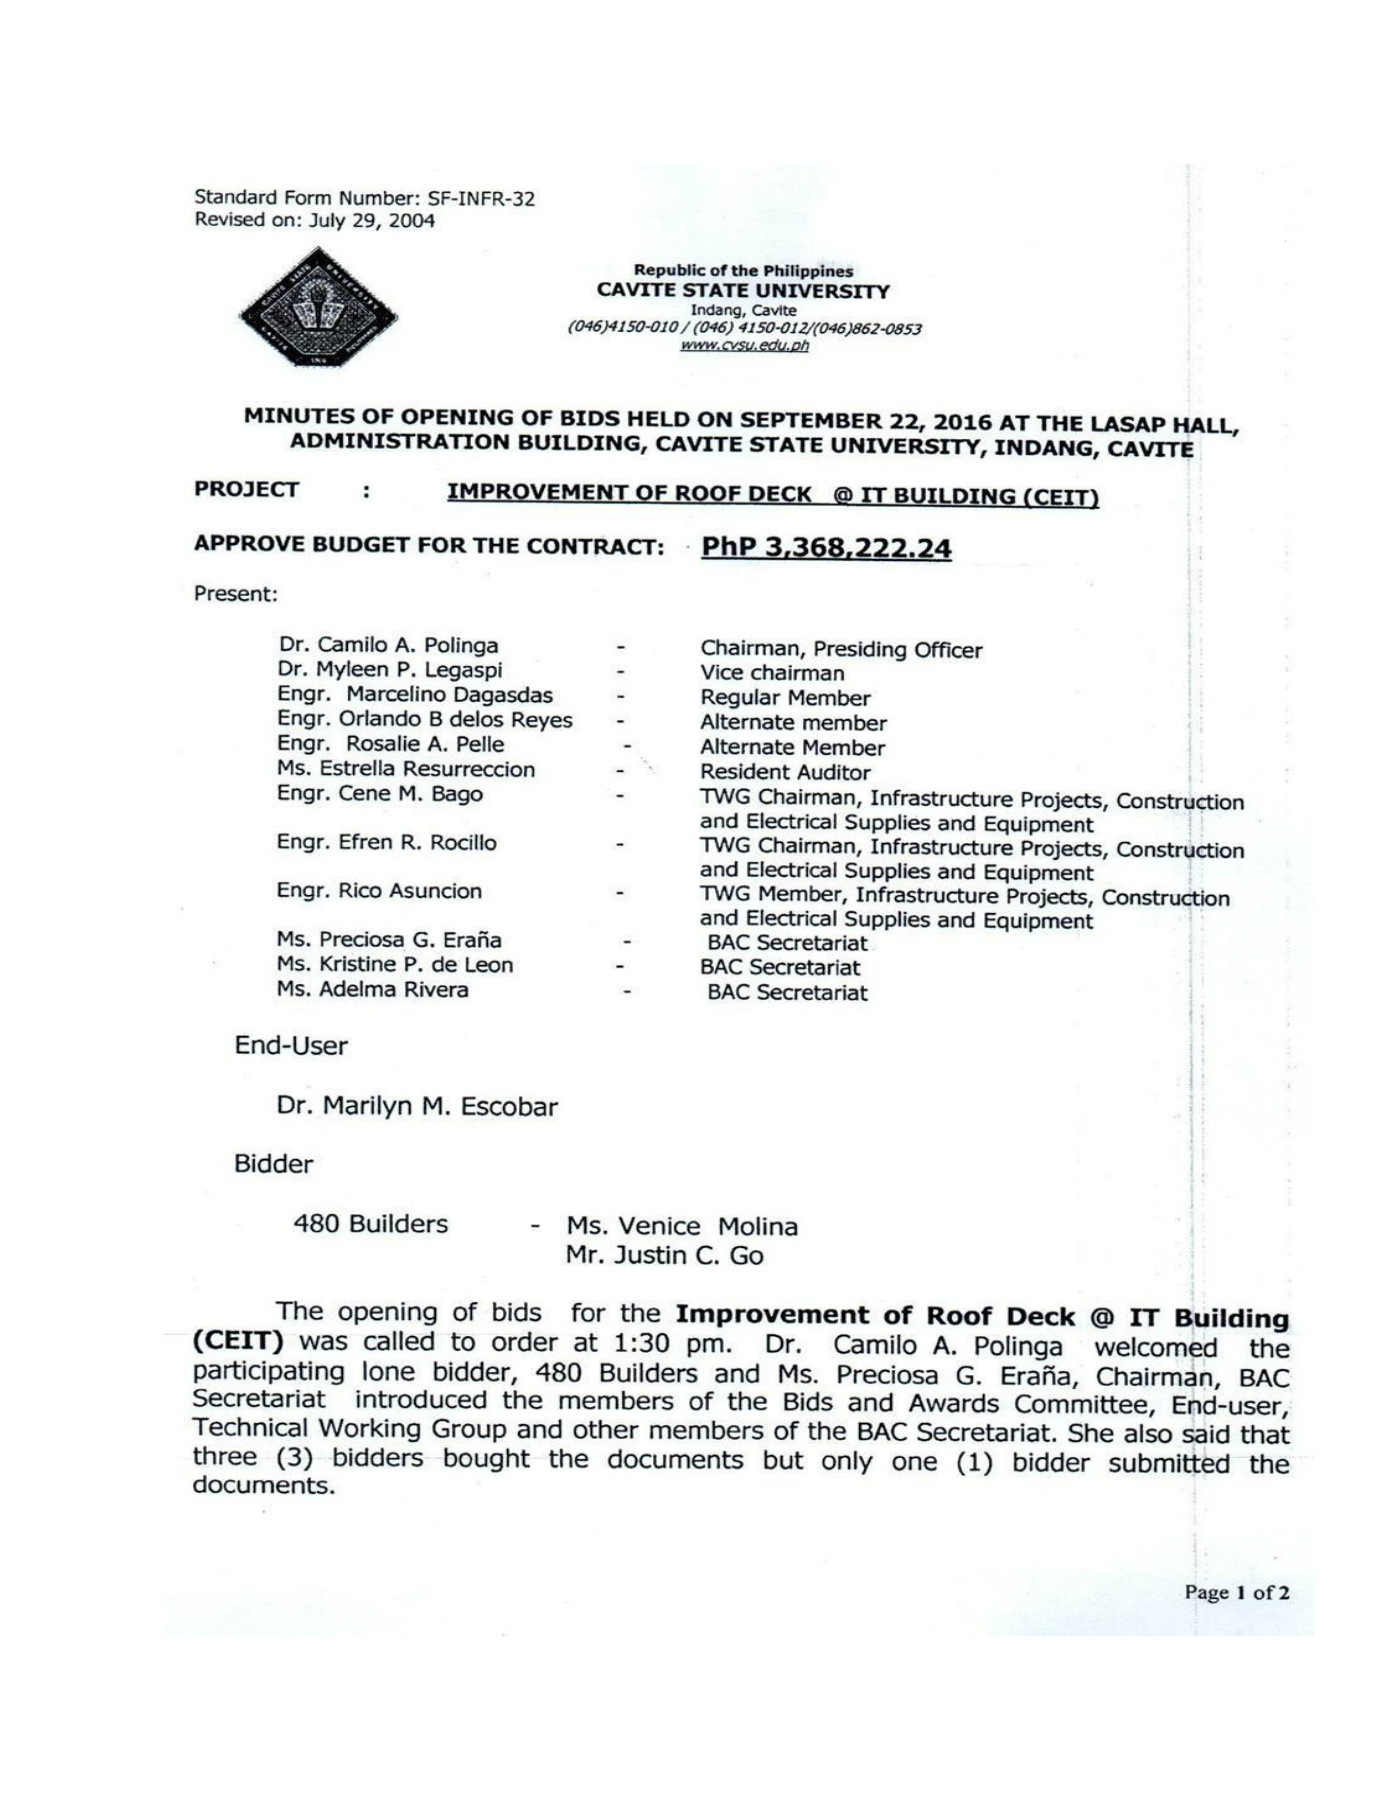 Standard Form Number: SF-INFR-32
Revised on: July 29, 2004
CAVITE STATE UNIVERSITY
Republic of the Philippines
CAVITE STATE UNIVERSITY
Indang, Cavite
(046)4150-010 / (046) 4150-012/(046)862-0853
www.cvsu.edu.ph
MINUTES OF OPENING OF BIDS HELD ON SEPTEMBER 22, 2016 AT THE LASAP HALL,
ADMINISTRATION BUILDING, CAVITE STATE UNIVERSITY, INDANG, CAVITE
PROJECT : IMPROVEMENT OF ROOF DECK @ IT BUILDING (CEIT)
APPROVE BUDGET FOR THE CONTRACT: PhP 3,368,222.24
Present:
Dr. Camilo A. Polinga - Chairman, Presiding Officer
Dr. Myleen P. Legaspi - Vice chairman
Engr. Marcelino Dagasdas - Regular Member
Engr. Orlando B delos Reyes - Alternate member
Engr. Rosalie A. Pelle - Alternate Member
Ms. Estrella Resurreccion - Resident Auditor
Engr. Cene M. Bago - TWG Chairman, Infrastructure Projects, Construction
and Electrical Supplies and Equipment
Engr. Efren R. Rocillo - TWG Chairman, Infrastructure Projects, Construction
and Electrical Supplies and Equipment
Engr. Rico Asuncion - TWG Member, Infrastructure Projects, Construction
and Electrical Supplies and Equipment
Ms. Preciosa G. Eraña - BAC Secretariat
Ms. Kristine P. de Leon - BAC Secretariat
Ms. Adelma Rivera - BAC Secretariat
End-User
Dr. Marilyn M. Escobar
Bidder
480 Builders - Ms. Venice Molina
Mr. Justin C. Go
The opening of bids for the Improvement of Roof Deck @ IT Building
(CEIT) was called to order at 1:30 pm. Dr. Camilo A. Polinga welcomed the
participating lone bidder, 480 Builders and Ms. Preciosa G. Eraña, Chairman, BAC
Secretariat introduced the members of the Bids and Awards Committee, End-user,
Technical Working Group and other members of the BAC Secretariat. She also said that
three (3) bidders bought the documents but only one (1) bidder submitted the
documents.
Page 1 of 2